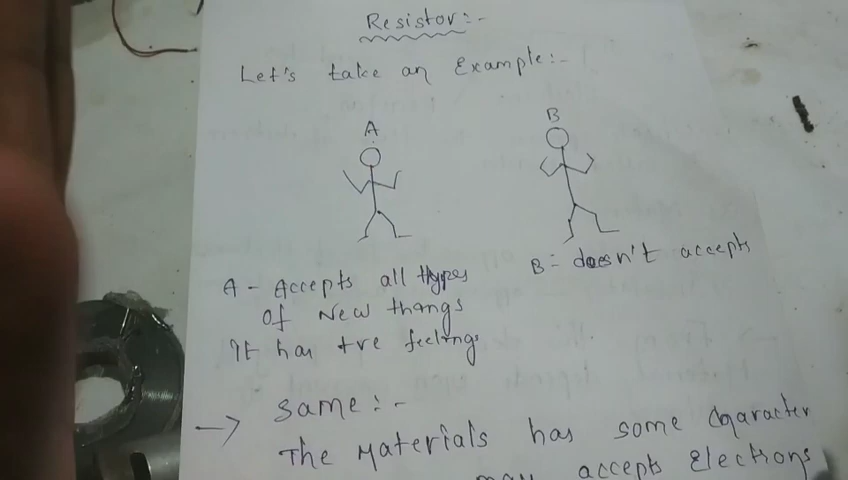 Resistor:-
Let's take an Example:-
A
B
A - Accepts all types
of New things
It has +ve feelings
B = doesn't accepts
→ Same:-
The Materials has some character
may accepts Electrons